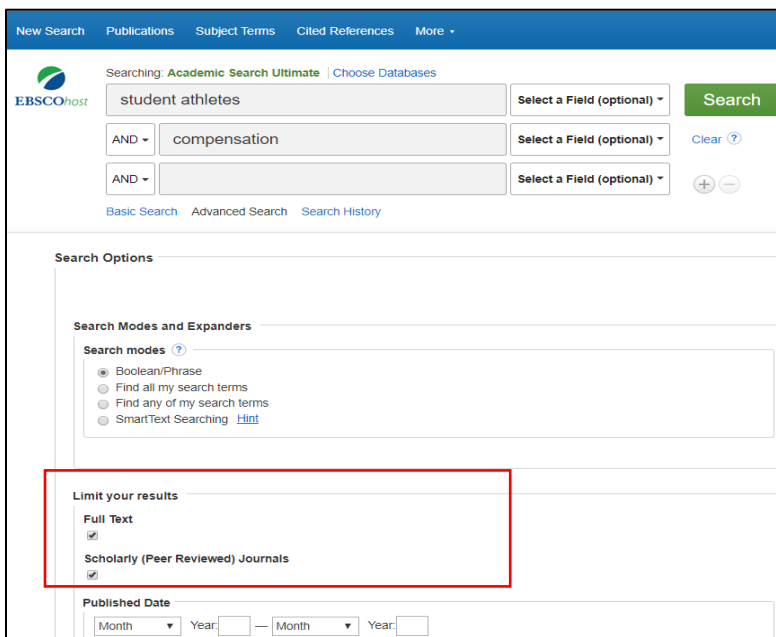 New Search Publications Subject Terms Cited References More
Searching: Academic Search Ultimate | Choose Databases
EBSCOhost
student athletes Select a Field (optional) Search
AND compensation Select a Field (optional) Clear ?
AND Select a Field (optional)
Basic Search Advanced Search Search History
Search Options
Search Modes and Expanders
Search modes ?
Boolean/Phrase
Find all my search terms
Find any of my search terms
SmartText Searching Hint
Limit your results
Full Text
Scholarly (Peer Reviewed) Journals
Published Date
Month Year: — Month Year: